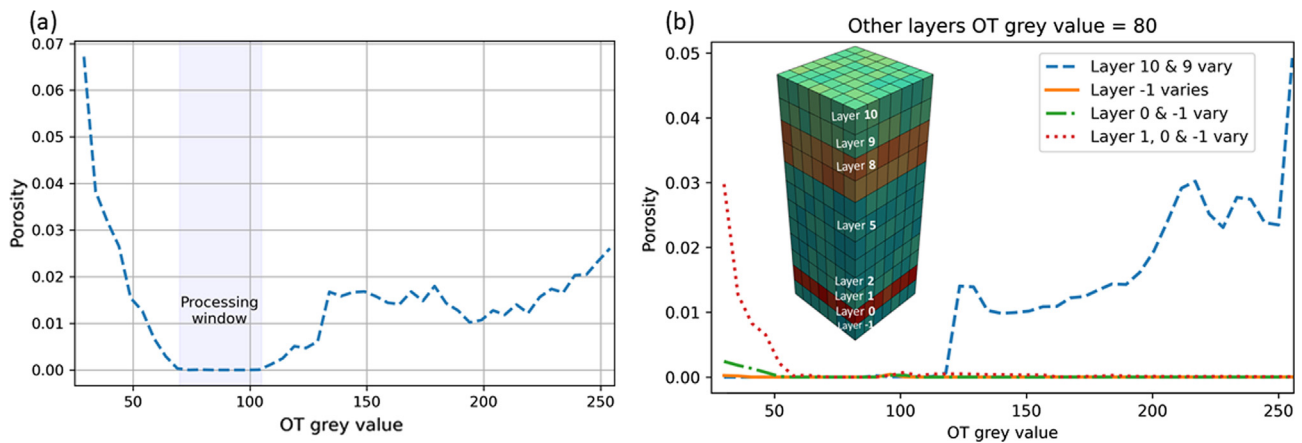 (a)
0.07
0.06
0.05
0.04
0.03
0.02
0.01
0.00
Porosity
Processing
window
50
100
150
200
250
OT grey value
(b)
Other layers OT grey value = 80
0.05
0.04
0.03
0.02
0.01
0.00
Porosity
Layer 10 & 9 vary
Layer -1 varies
Layer 0 & -1 vary
Layer 1, 0 & -1 vary
Layer 10
Layer 9
Layer 8
Layer 5
Layer 2
Layer 1
Layer 0
Layer -1
50
100
150
200
250
OT grey value